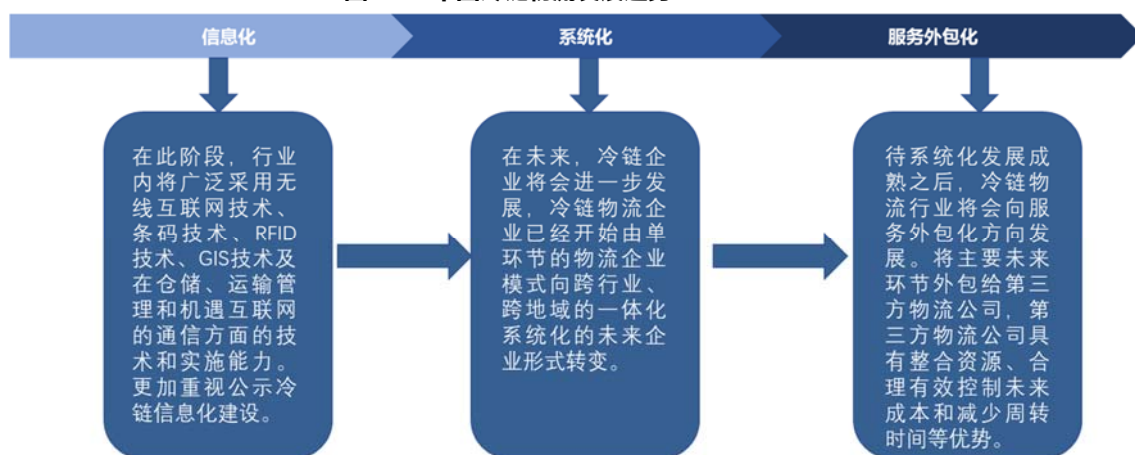 信息化
系统化
服务外包化
在此阶段，行业
内将广泛采用无
线互联网技术、
条码技术、RFID
技术、GIS技术及
在仓储、运输管
理和机遇互联网
的通信方面的技
术和实施能力。
更加重视公示冷
链信息化建设。
在未来，冷链企
业将会进一步发
展，冷链物流企
业已经开始由单
环节的物流企业
模式向跨行业、
跨地域的一体化
系统化的未来企
业形式转变。
待系统化发展成
熟之后，冷链物
流行业将会向服
务外包化方向发
展。将主要未来
环节外包给第三
方物流公司，第
三方物流公司具
有整合资源、合
理有效控制未来
成本和减少周转
时间等优势。